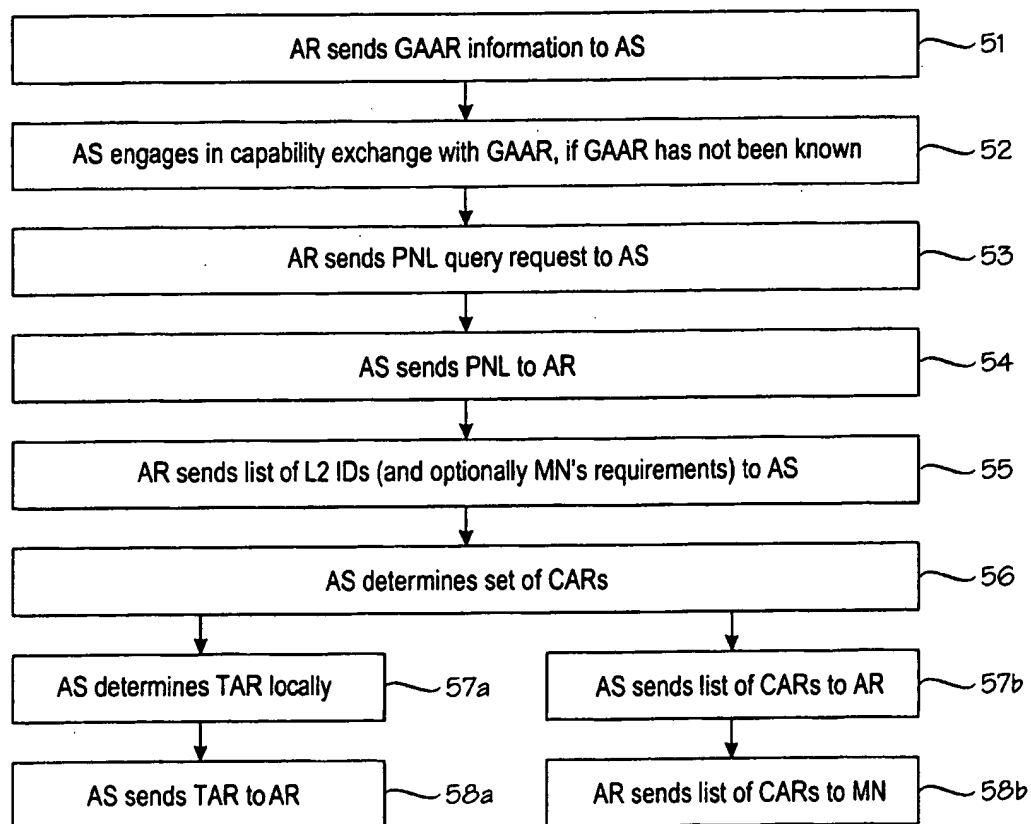 AR sends GAAR information to AS
51
AS engages in capability exchange with GAAR, if GAAR has not been known
52
AR sends PNL query request to AS
53
AS sends PNL to AR
54
AR sends list of L2 IDs (and optionally MN's requirements) to AS
55
AS determines set of CARs
56
AS determines TAR locally
57a
AS sends list of CARs to AR
57b
AS sends TAR to AR
58a
AR sends list of CARs to MN
58b